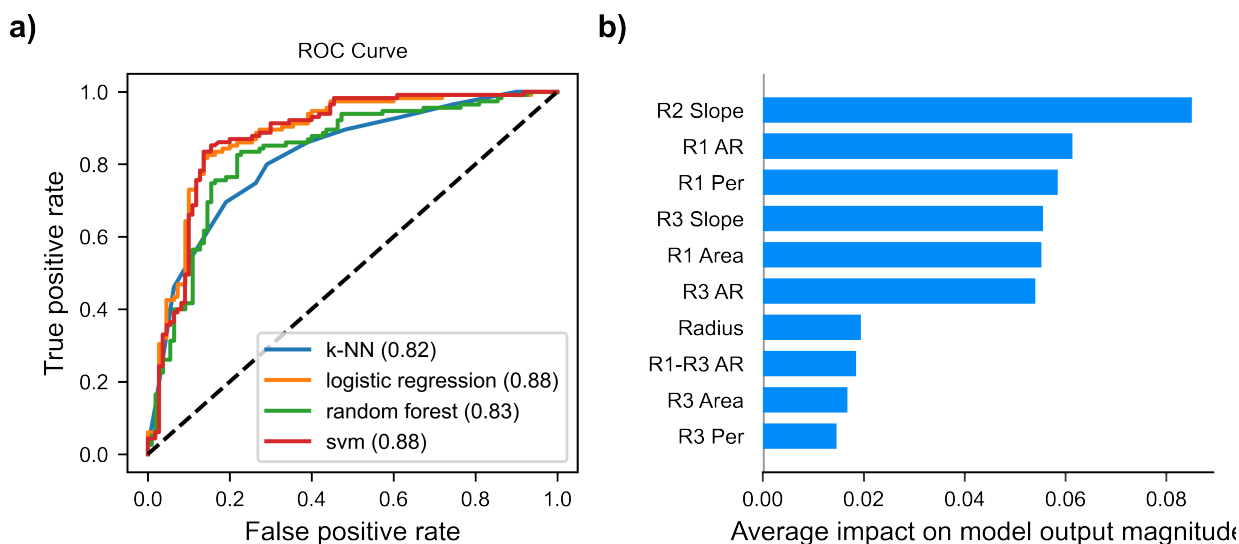 a)
ROC Curve
True positive rate
1.0
0.8
0.6
0.4
0.2
0.0
k-NN (0.82)
logistic regression (0.88)
random forest (0.83)
svm (0.88)
0.0 0.2 0.4 0.6 0.8 1.0
False positive rate
b)
R2 Slope
R1 AR
R1 Per
R3 Slope
R1 Area
R3 AR
Radius
R1-R3 AR
R3 Area
R3 Per
0.00 0.02 0.04 0.06 0.08
Average impact on model output magnitude